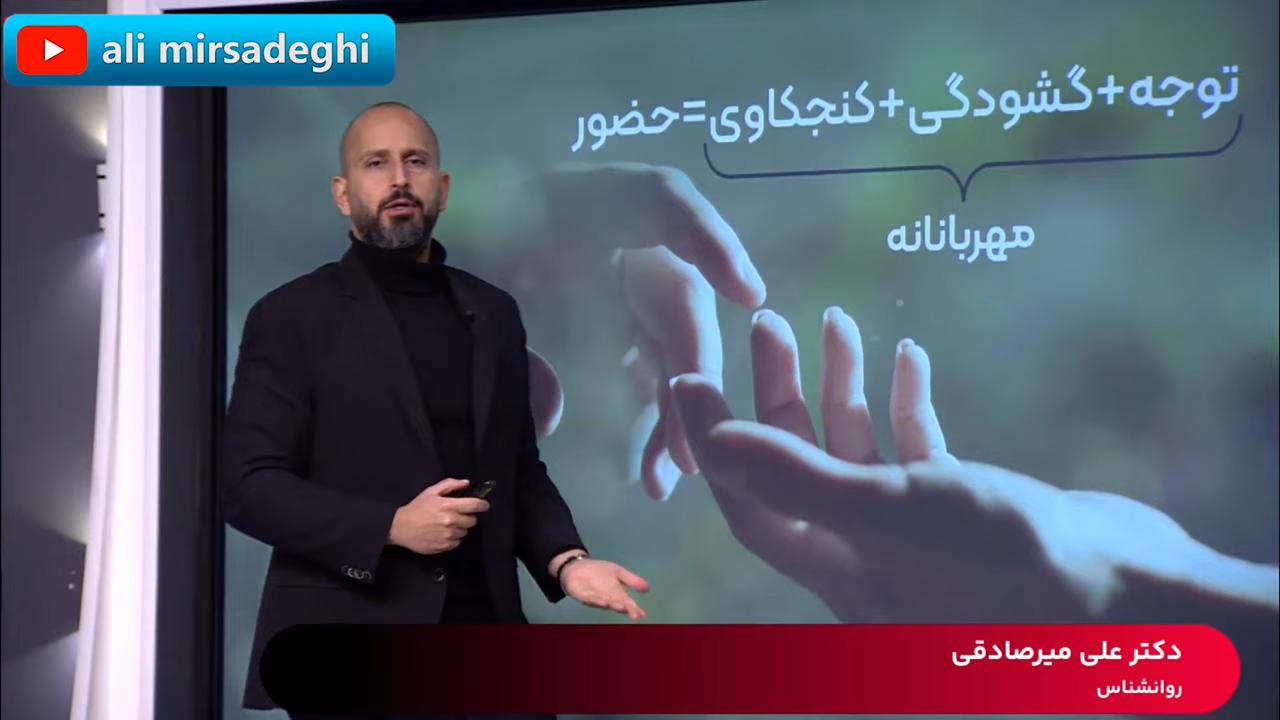 ali mirsadeghi
توجه+گشودگی+کنجکاوی=حضور
مهربانانه
دکتر علی میرصادقی
روانشناس